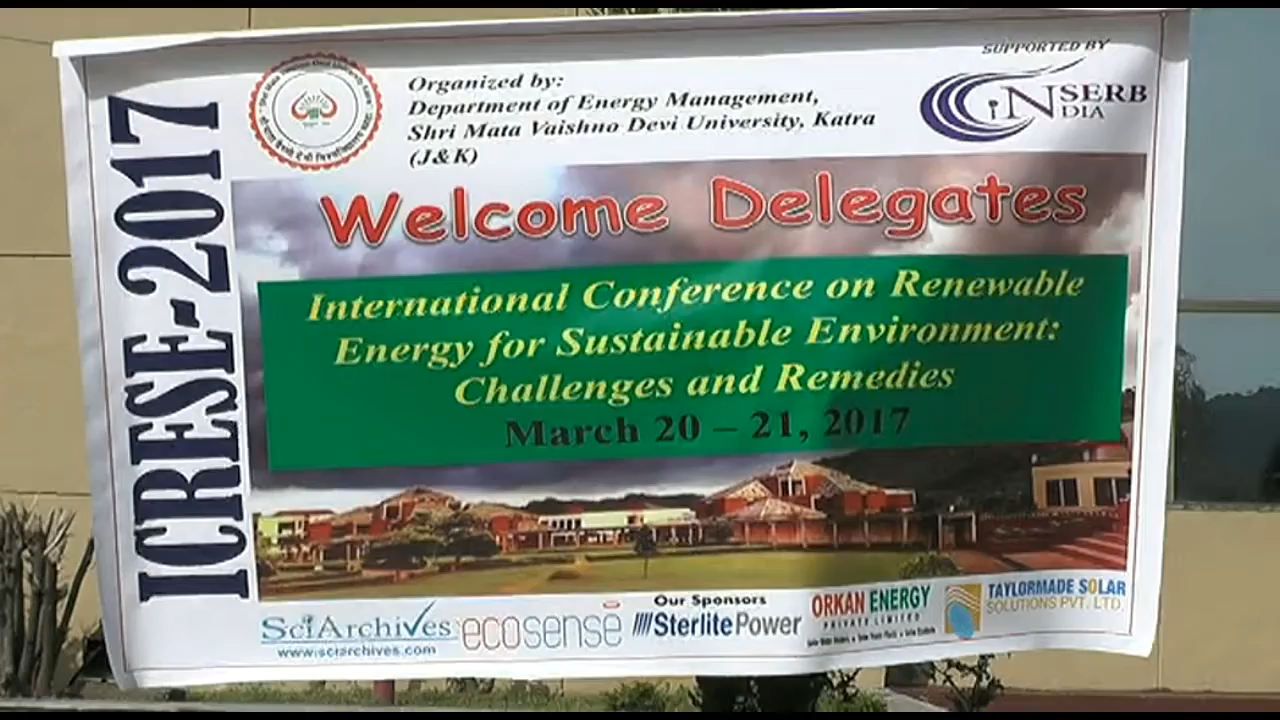 ICRESE-2017
Organized by:
Department of Energy Management,
Shri Mata Vaishno Devi University, Katra
(J&K)
SUPPORTED BY
iN SERB
DIA
Welcome Delegates
International Conference on Renewable
Energy for Sustainable Environment:
Challenges and Remedies
March 20 – 21, 2017
Our Sponsors
SciArchives
www.sciarchives.com
ecosense
SterlitePower
ORKAN ENERGY
PRIVATE LIMITED
TAYLORMADE SOLAR
SOLUTIONS PVT. LTD.